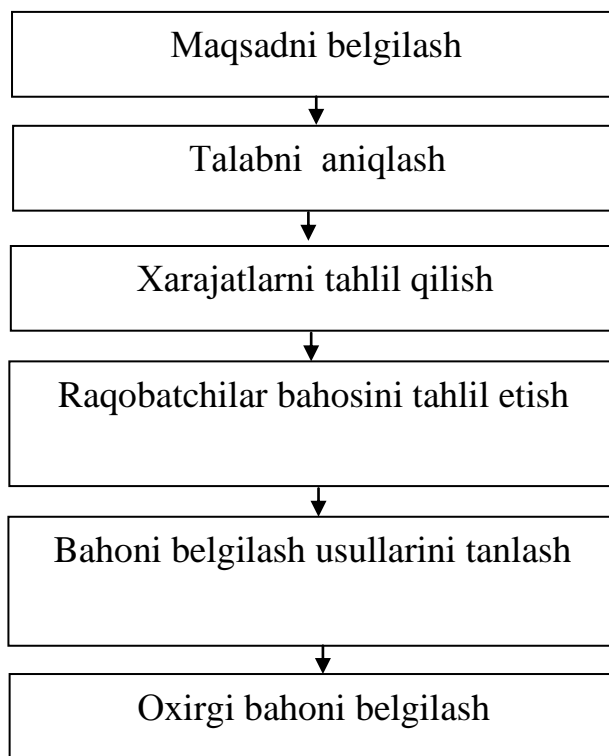 Maqsadni belgilash
Talabni aniqlash
Xarajatlarni tahlil qilish
Raqobatchilar bahosini tahlil etish
Bahoni belgilash usullarini tanlash
Oxirgi bahoni belgilash